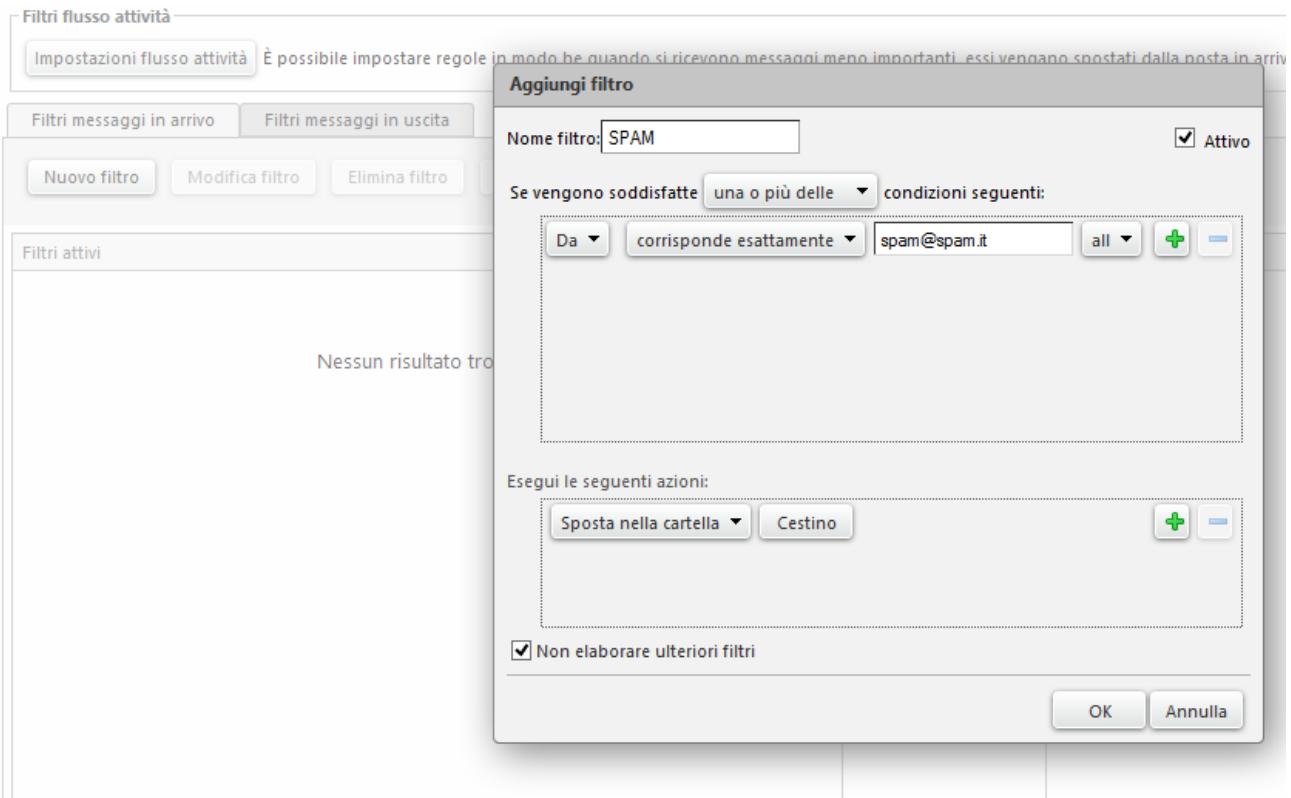 Filtri flusso attività
Impostazioni flusso attività È possibile impostare regole in modo he quando si ricevono messaggi meno importanti, essi vengano spostati dalla posta in arriv
Aggiungi filtro
Filtri messaggi in arrivo Filtri messaggi in uscita
Nome filtro: SPAM Attivo
Nuovo filtro Modifica filtro Elimina filtro
Se vengono soddisfatte una o più delle condizioni seguenti:
Filtri attivi
Da corrisponde esattamente spam@spam.it all
Nessun risultato tro
Esegui le seguenti azioni:
Sposta nella cartella Cestino
Non elaborare ulteriori filtri
OK Annulla